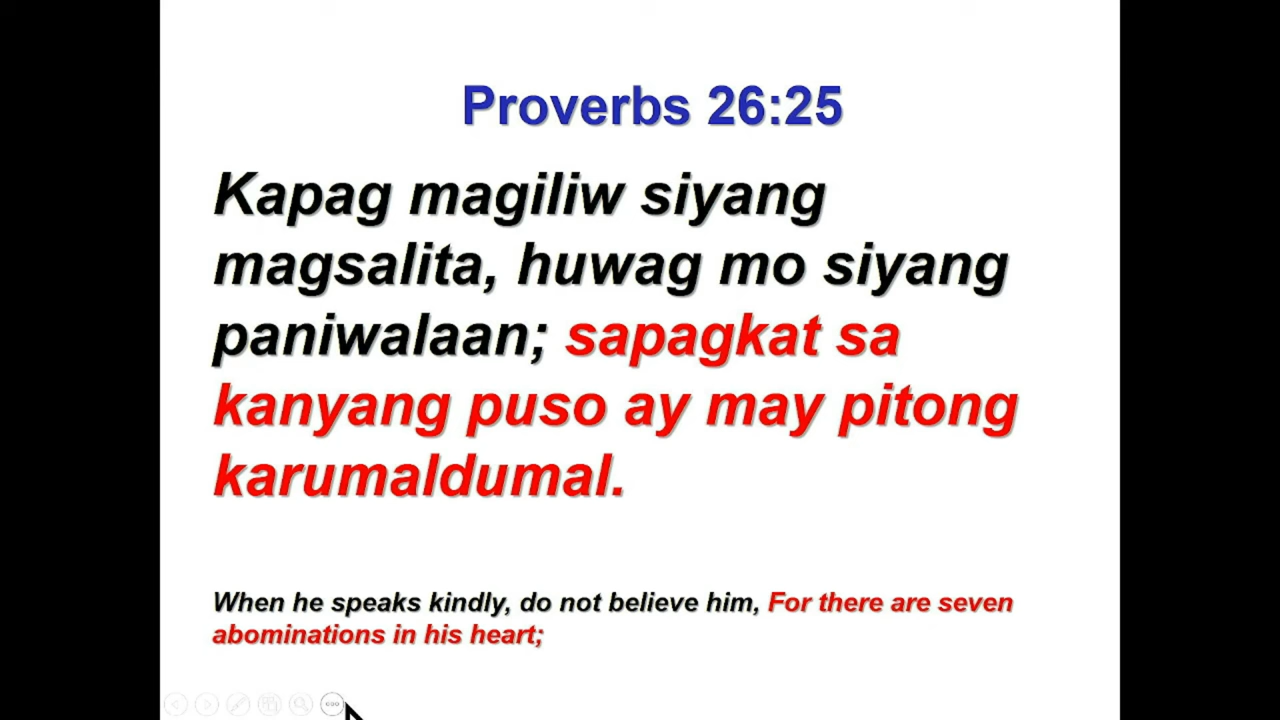 Proverbs 26:25
Kapag magiliw siyang
magsalita, huwag mo siyang
paniwalaan; sapagkat sa
kanyang puso ay may pitong
karumaldumal.
When he speaks kindly, do not believe him, For there are seven
abominations in his heart;